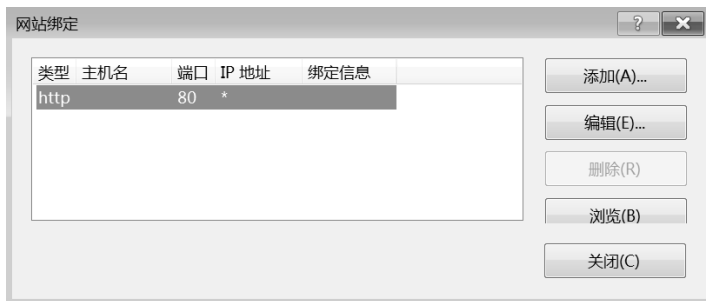 网站绑定
类型 主机名 端口 IP 地址 绑定信息
http 80 *
添加(A)...
编辑(E)...
删除(R)
浏览(B)
关闭(C)